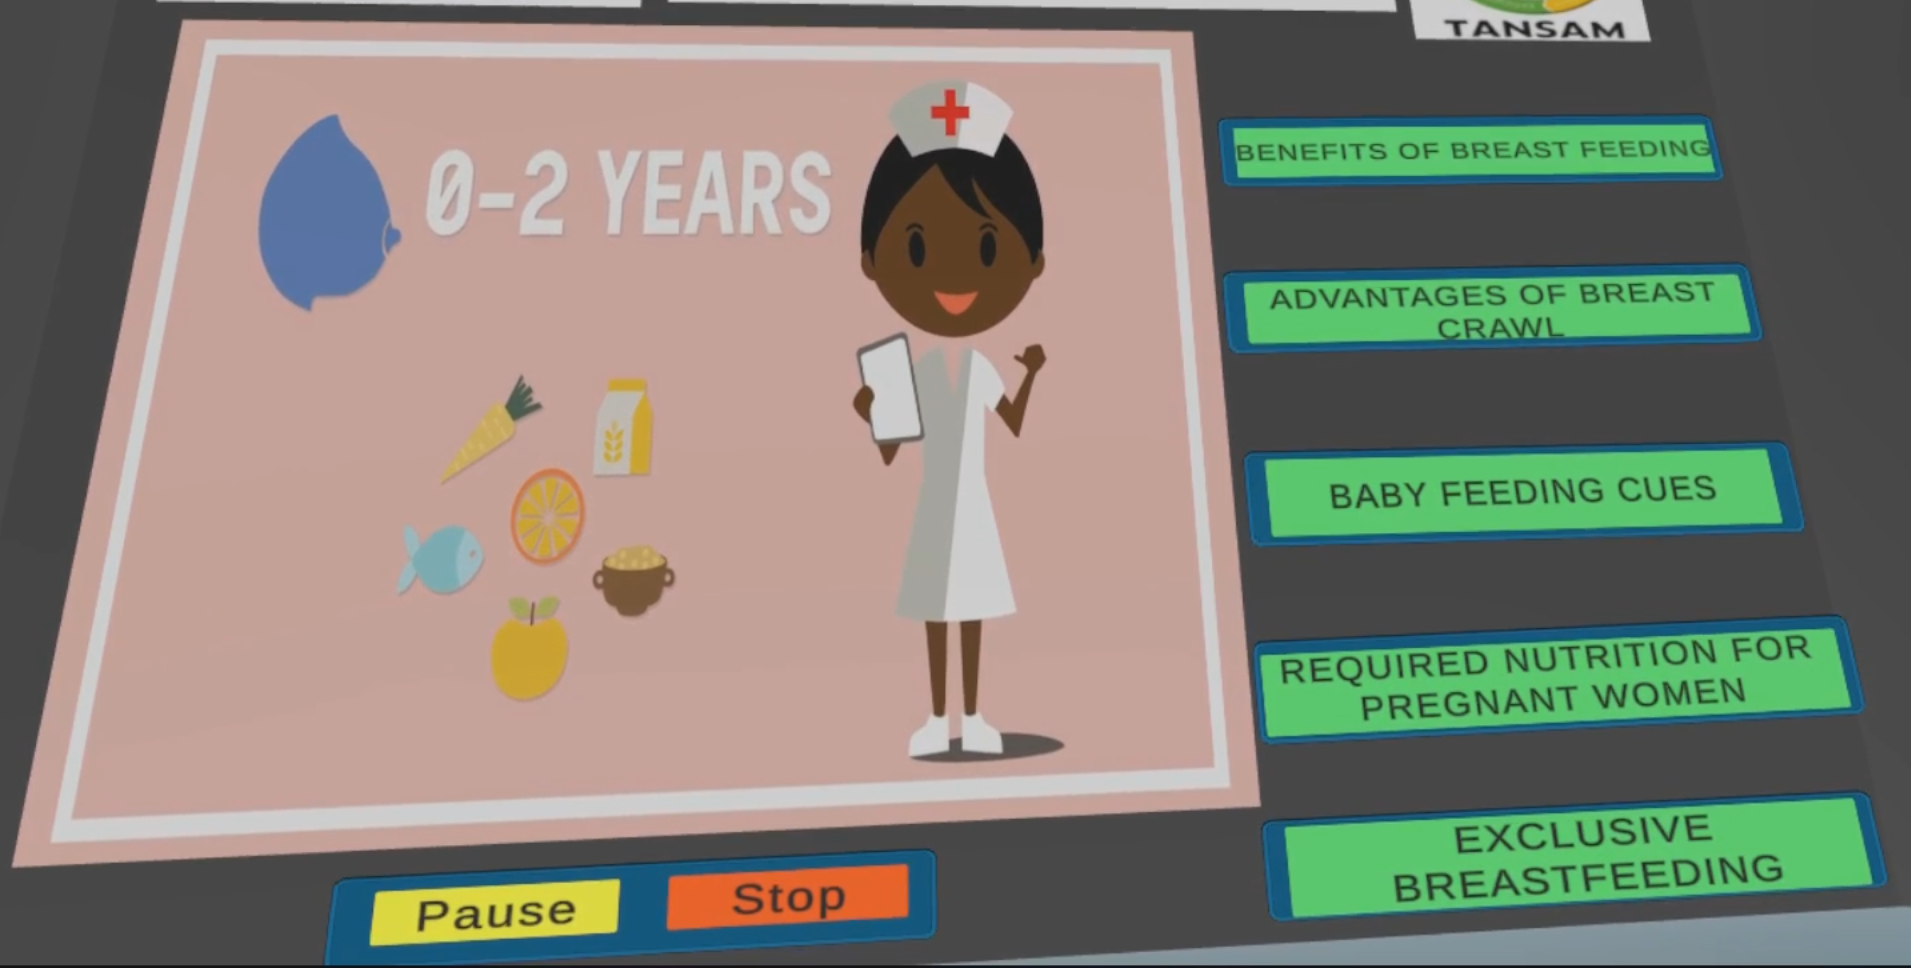 TANSAM
0-2 YEARS
BENEFITS OF BREAST FEEDING
ADVANTAGES OF BREAST
CRAWL
BABY FEEDING CUES
REQUIRED NUTRITION FOR
PREGNANT WOMEN
EXCLUSIVE
BREASTFEEDING
Pause
Stop